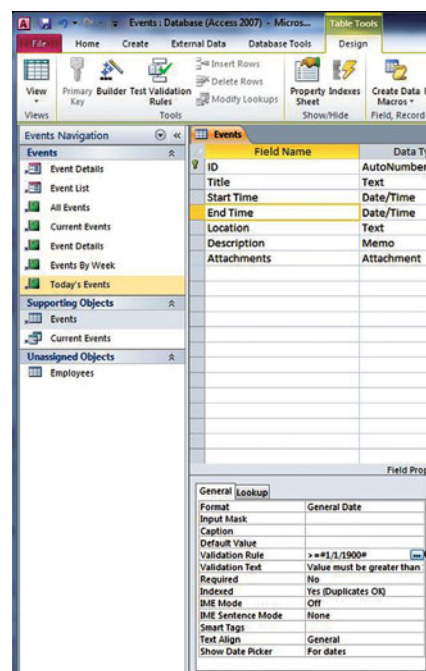 Events : Database (Access 2007) - Micros...
Table Tools
File
Home
Create
External Data
Database Tools
Design
View
Primary Key
Builder
Test Validation Rules
Insert Rows
Delete Rows
Modify Lookups
Property Sheet
Indexes
Create Data Macros
Views
Tools
Show/Hide
Field, Record
Events Navigation
Events
Event Details
Event List
All Events
Current Events
Event Details
Events By Week
Today's Events
Supporting Objects
Events
Current Events
Unassigned Objects
Employees
Events
Field Name Data Ty
ID AutoNumber
Title Text
Start Time Date/Time
End Time Date/Time
Location Text
Description Memo
Attachments Attachment
Field Prop
General Lookup
Format General Date
Input Mask
Caption
Default Value
Validation Rule >=#1/1/1900#
Validation Text Value must be greater than
Required No
Indexed Yes (Duplicates OK)
IME Mode Off
IME Sentence Mode None
Smart Tags
Text Align General
Show Date Picker For dates